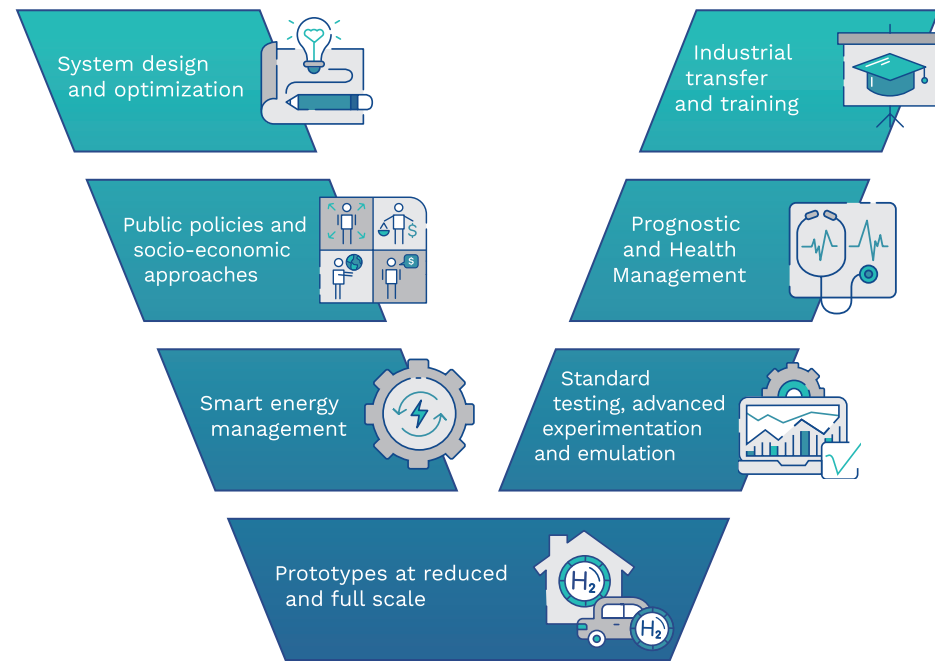 System design
and optimization
Industrial
transfer
and training
Public policies and
socio-economic
approaches
$
$
Prognostic
and Health
Management
Smart energy
management
Standard
testing, advanced
experimentation
and emulation
Prototypes at reduced
and full scale
H₂
H₂